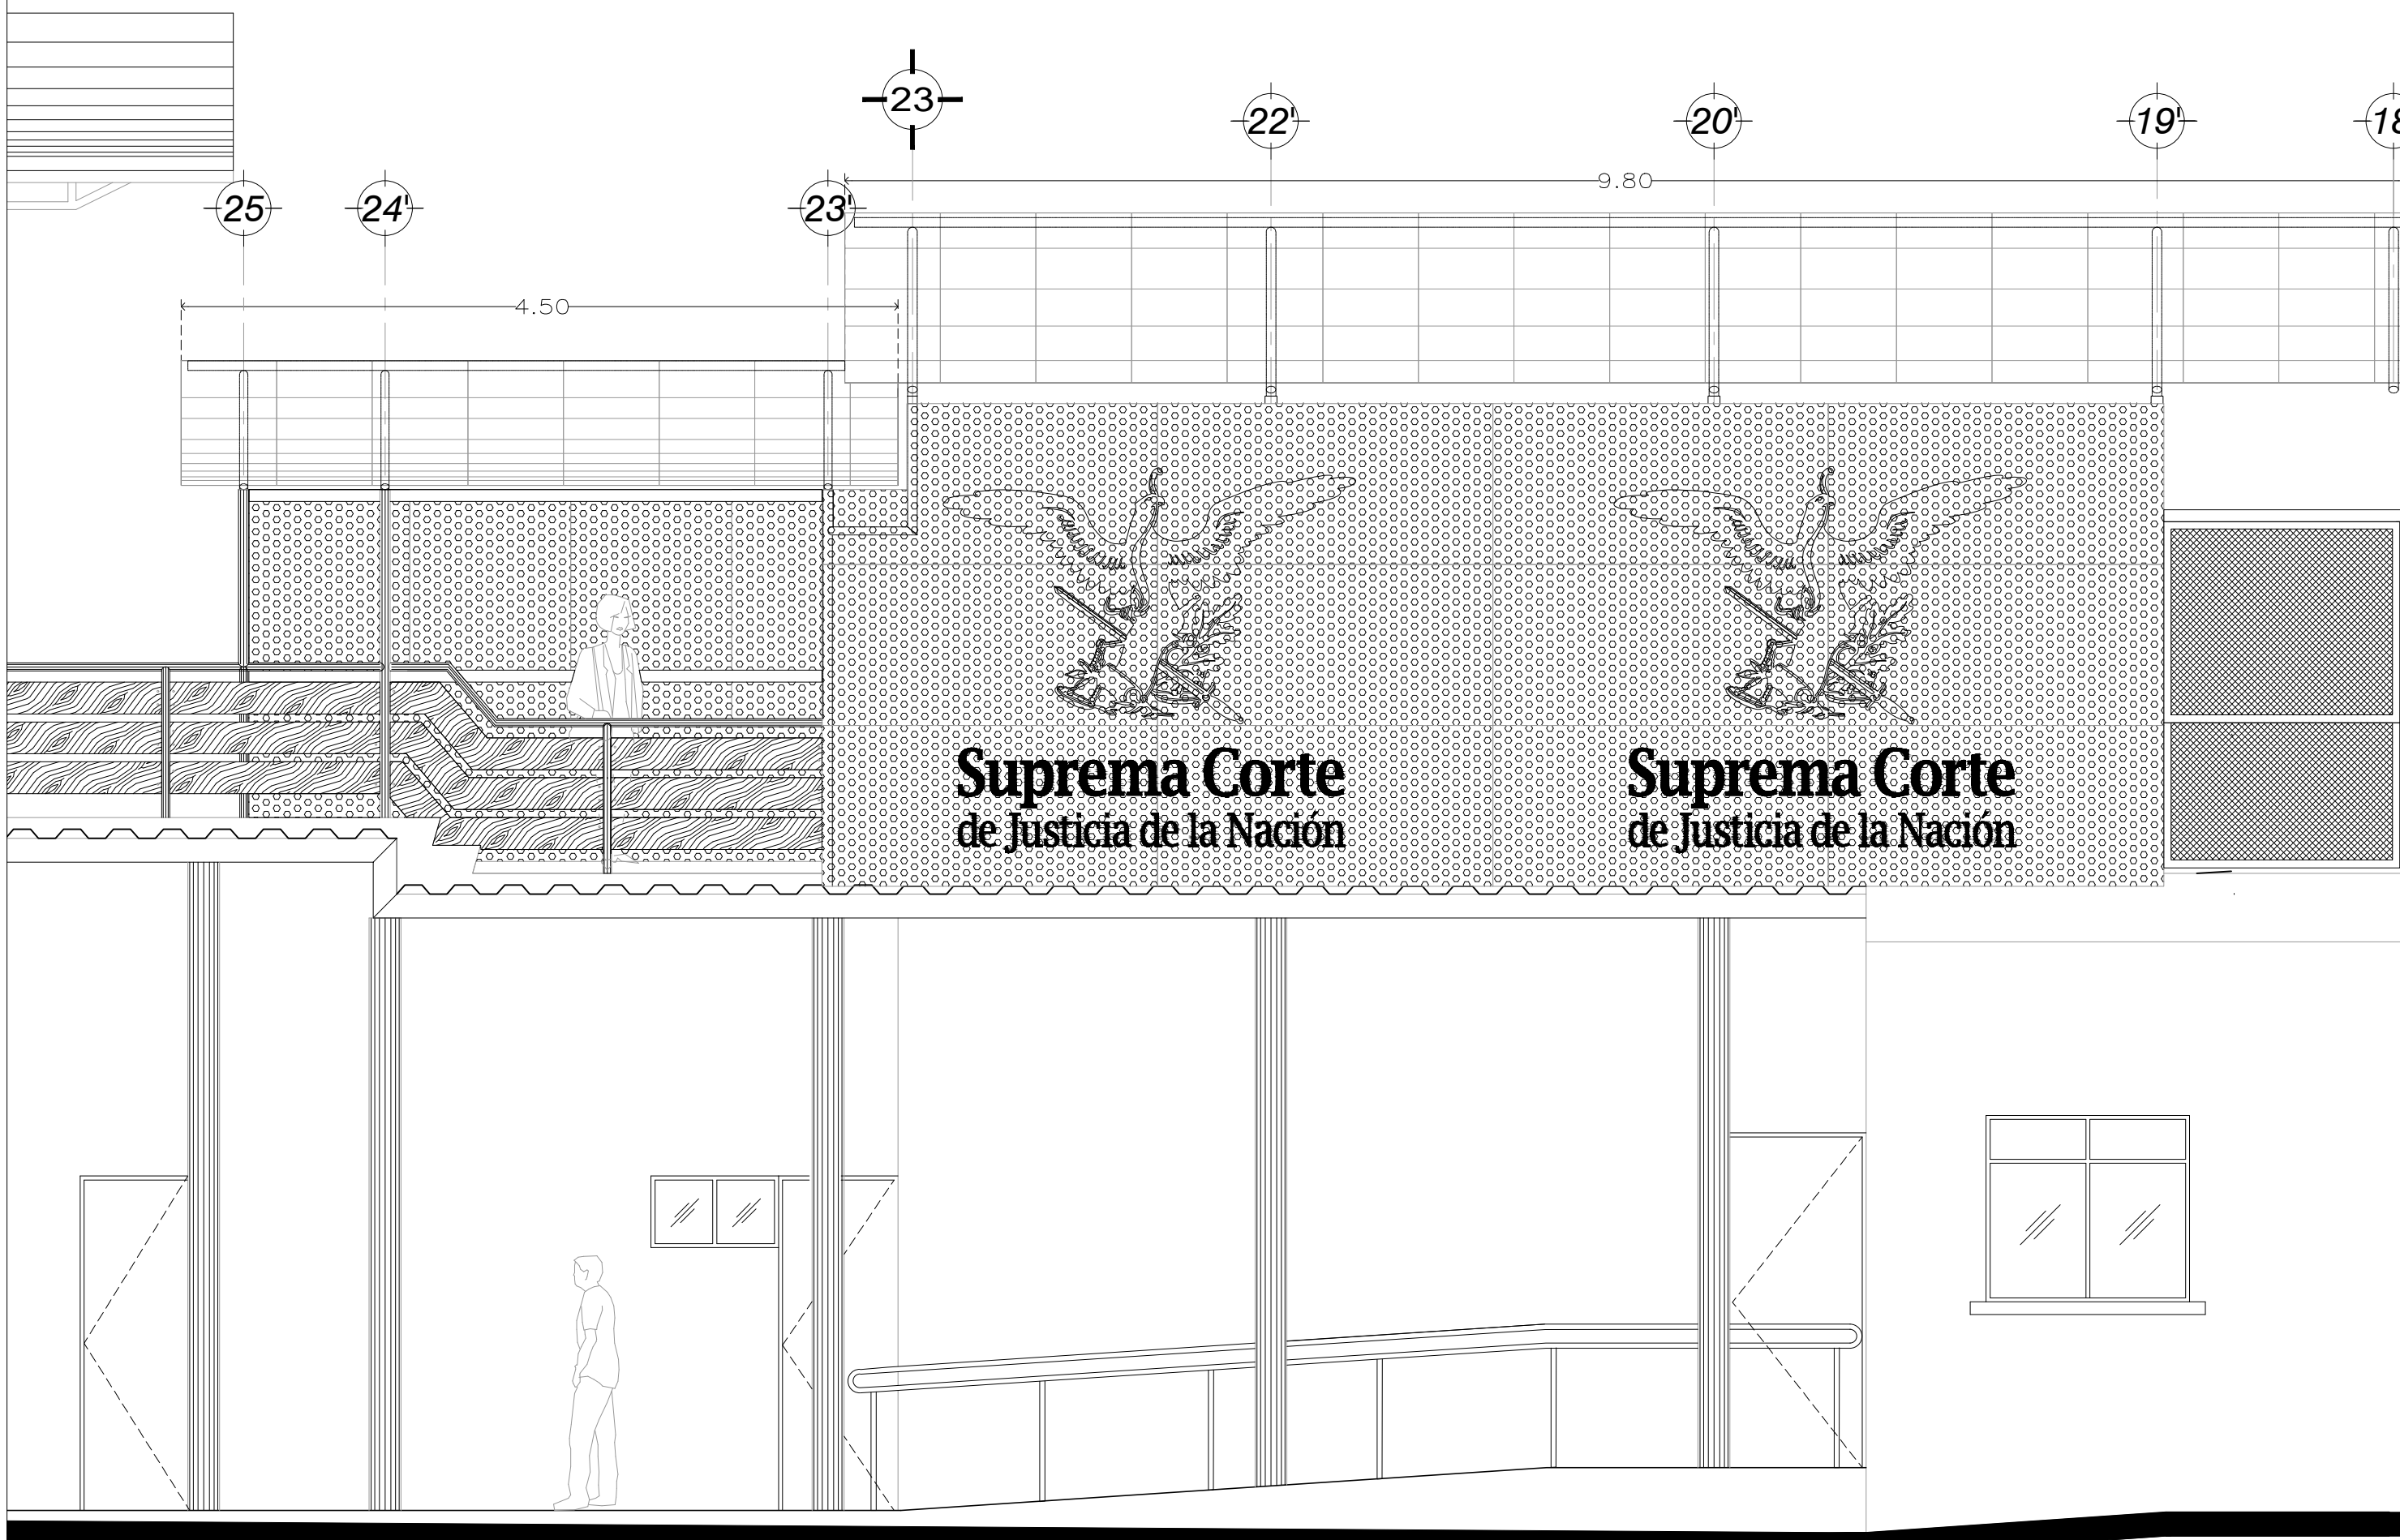 23
22'
20'
19'
18
9.80
25
24'
23'
4.50
Suprema Corte
de Justicia de la Nación
Suprema Corte
de Justicia de la Nación